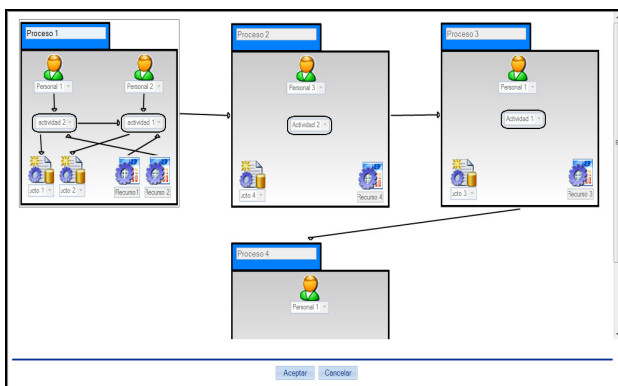 Proceso 1
Personal 1
Personal 2
actividad 2
actividad 1
ucto 1
ucto 2
Recurso1
Recurso 2
Proceso 2
Personal 3
Actividad 2
ucto 4
Recurso 4
Proceso 3
Personal 1
Actividad 1
ucto 3
Recurso 3
Proceso 4
Personal 1
Aceptar
Cancelar